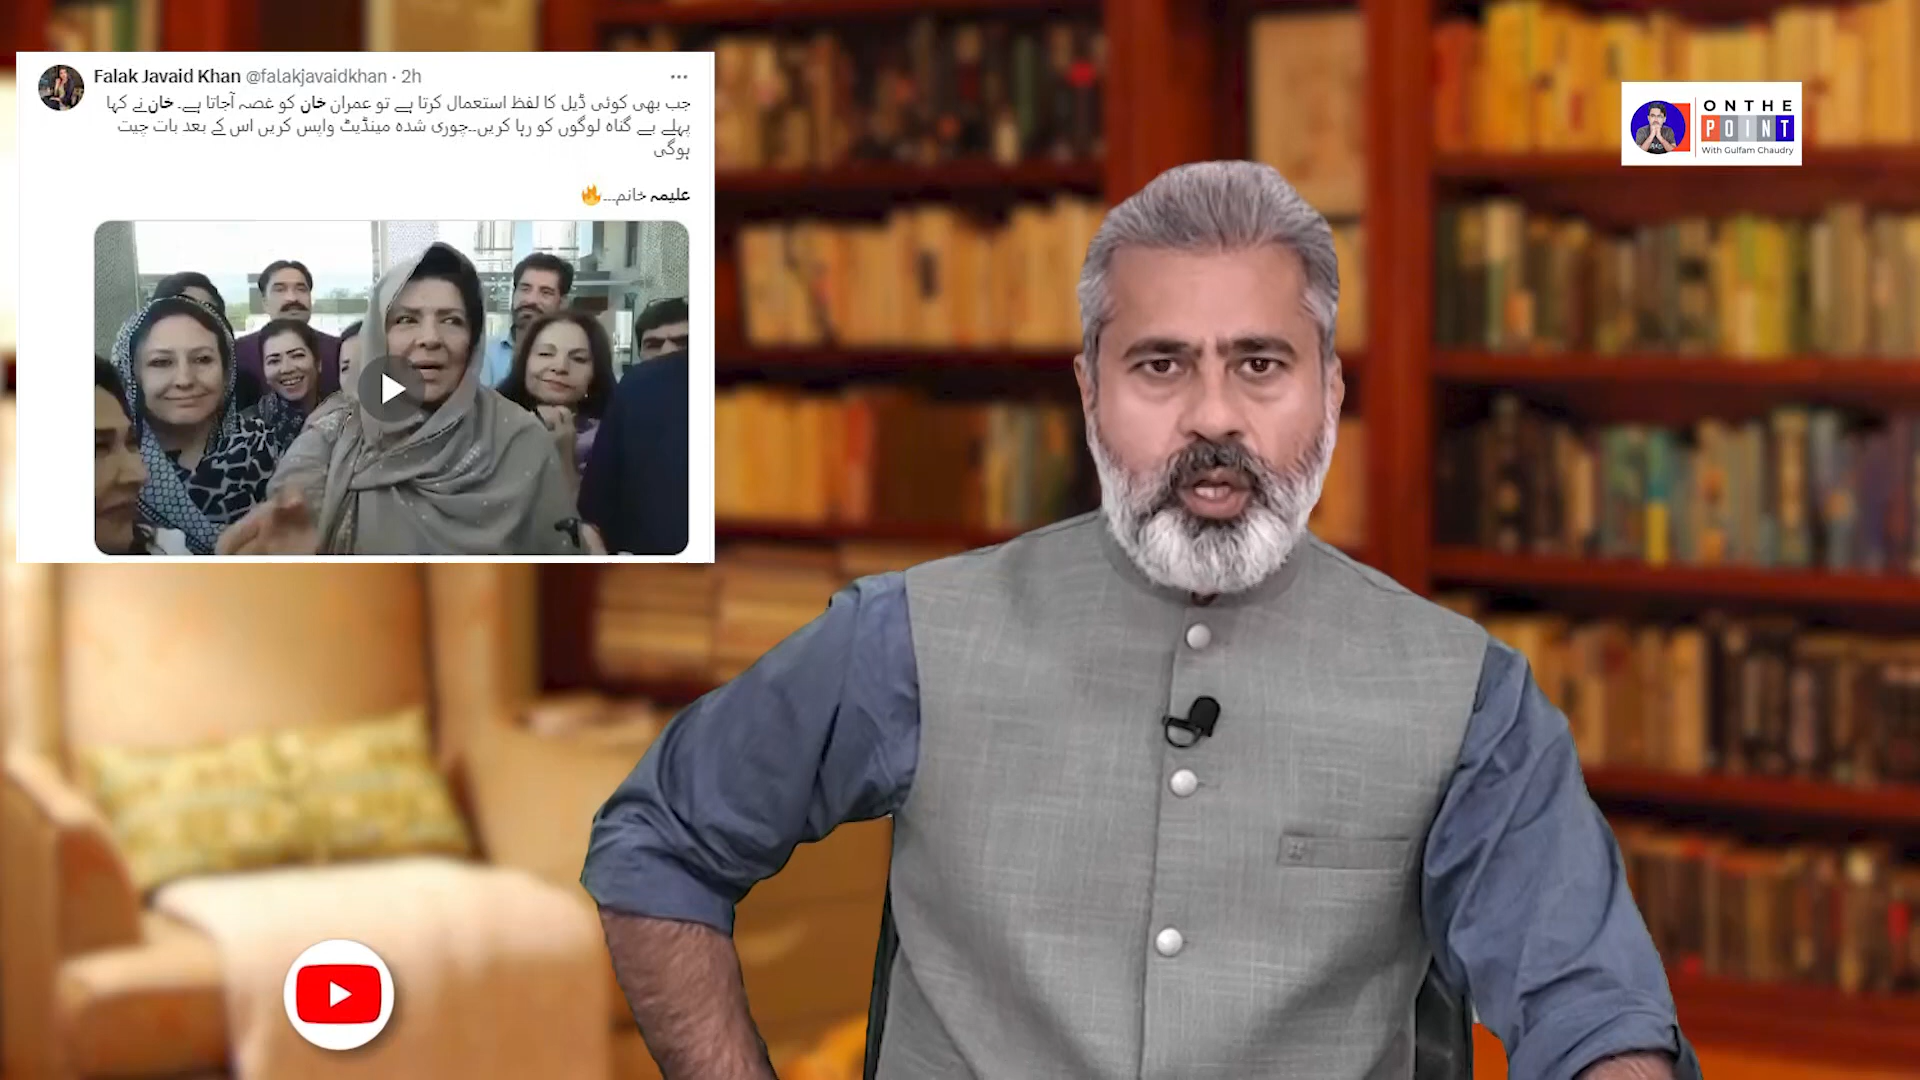 Falak Javaid Khan @falakjavaidkhan · 2h
جب بھی کوئی ڈیل کا لفظ استعمال کرتا ہے تو عمران خان کو غصہ آجاتا ہے۔ خان نے کہا
پہلے بے گناہ لوگوں کو رہا کریں۔۔چوری شدہ مینڈیٹ واپس کریں اس کے بعد بات چیت
ہوگی
علیمہ خانم۔۔۔🔥
ON THE
POINT
With Gulfam Chaudry